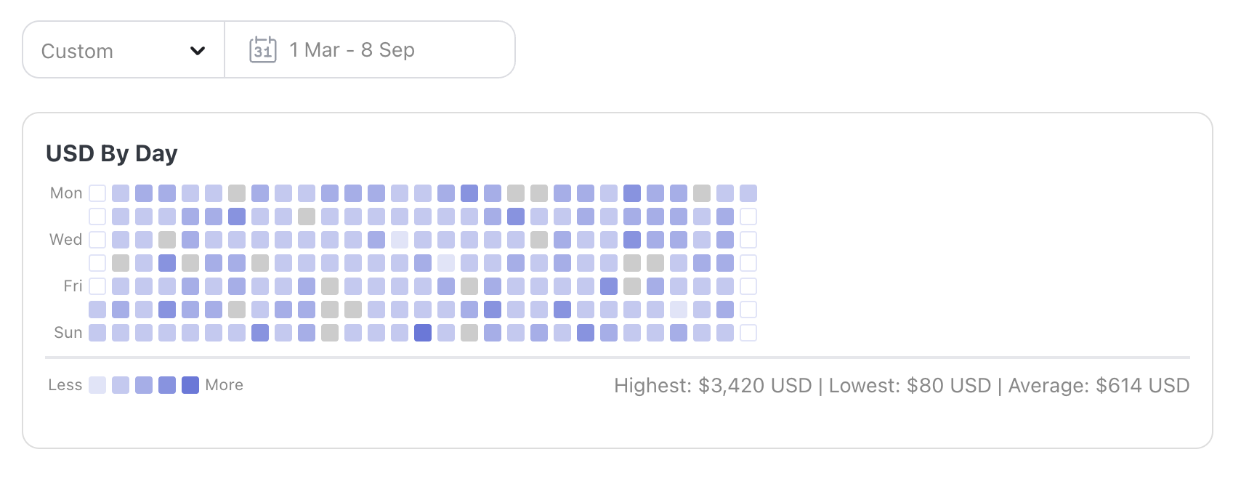 Custom
31 1 Mar - 8 Sep
USD By Day
Mon
Wed
Fri
Sun
Less More
Highest: $3,420 USD | Lowest: $80 USD | Average: $614 USD